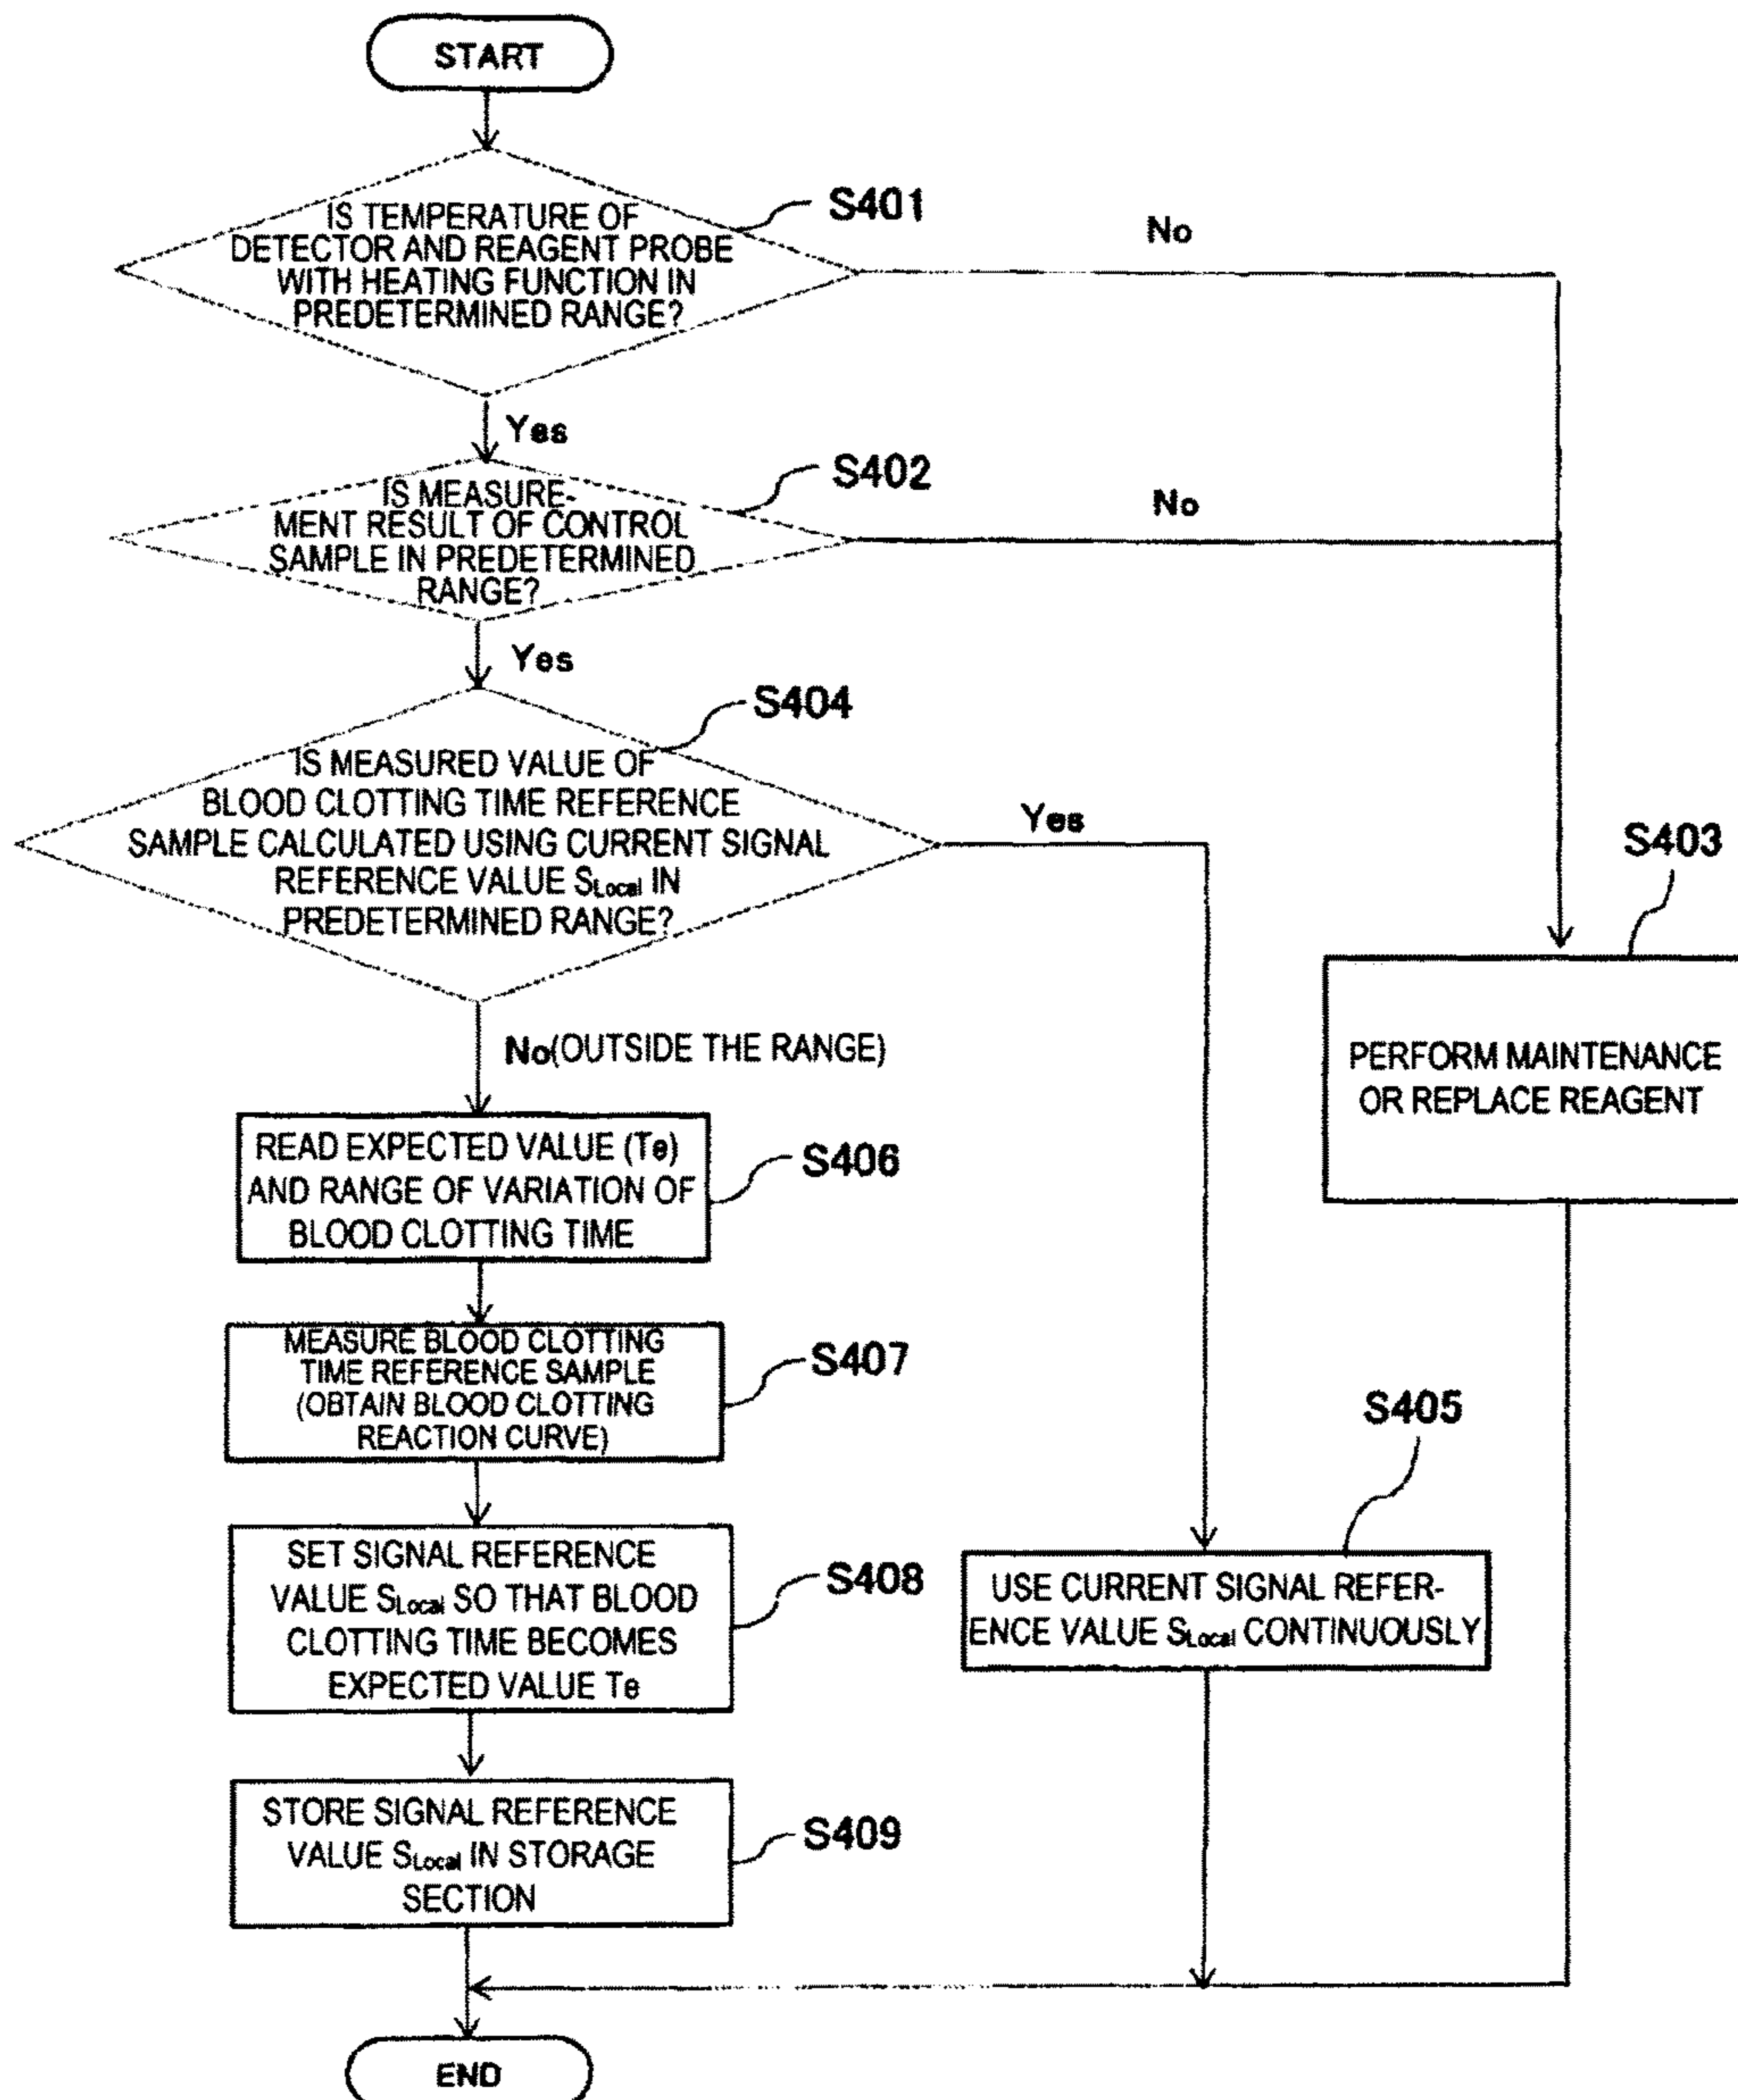 START
IS TEMPERATURE OF
DETECTOR AND REAGENT PROBE
WITH HEATING FUNCTION IN
PREDETERMINED RANGE?
S401
No
Yes
IS MEASURE-
MENT RESULT OF CONTROL
SAMPLE IN PREDETERMINED
RANGE?
S402
No
Yes
IS MEASURED VALUE OF
BLOOD CLOTTING TIME REFERENCE
SAMPLE CALCULATED USING CURRENT SIGNAL
REFERENCE VALUE SLocal IN
PREDETERMINED RANGE?
S404
Yes
No(OUTSIDE THE RANGE)
S403
PERFORM MAINTENANCE
OR REPLACE REAGENT
READ EXPECTED VALUE (Te)
AND RANGE OF VARIATION OF
BLOOD CLOTTING TIME
S406
MEASURE BLOOD CLOTTING
TIME REFERENCE SAMPLE
(OBTAIN BLOOD CLOTTING
REACTION CURVE)
S407
S405
USE CURRENT SIGNAL REFER-
ENCE VALUE SLocal CONTINUOUSLY
SET SIGNAL REFERENCE
VALUE SLocal SO THAT BLOOD
CLOTTING TIME BECOMES
EXPECTED VALUE Te
S408
STORE SIGNAL REFERENCE
VALUE SLocal IN STORAGE
SECTION
S409
END